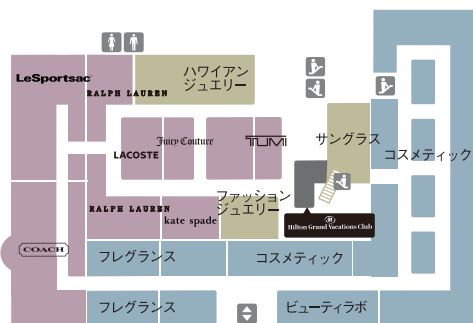 LeSportsac
RALPH LAUREN
ハワイアン
ジュエリー
LACOSTE
Juicy Couture
TUMI
サングラス
コスメティック
RALPH LAUREN
kate spade
ファッション
ジュエリー
Hilton Grand Vacations Club
COACH
フレグランス
コスメティック
フレグランス
ビューティラボ